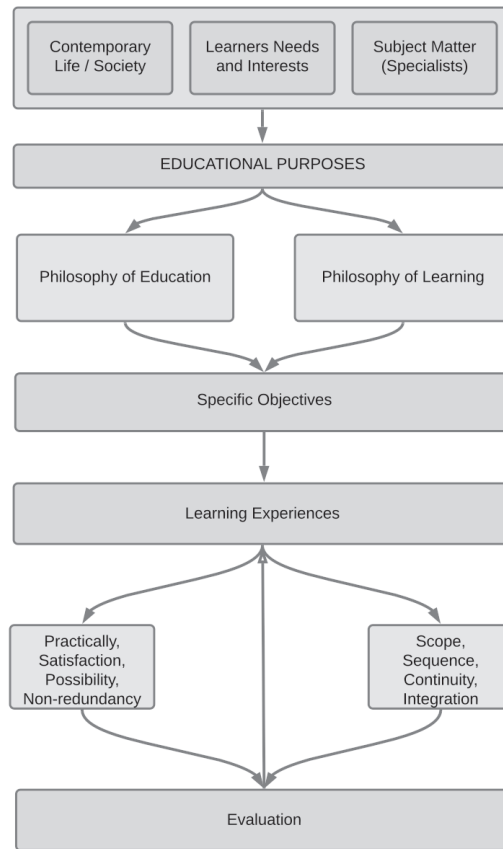 Contemporary
Life / Society
Learners Needs
and Interests
Subject Matter
(Specialists)
EDUCATIONAL PURPOSES
Philosophy of Education
Philosophy of Learning
Specific Objectives
Learning Experiences
Practically,
Satisfaction,
Possibility,
Non-redundancy
Scope,
Sequence,
Continuity,
Integration
Evaluation